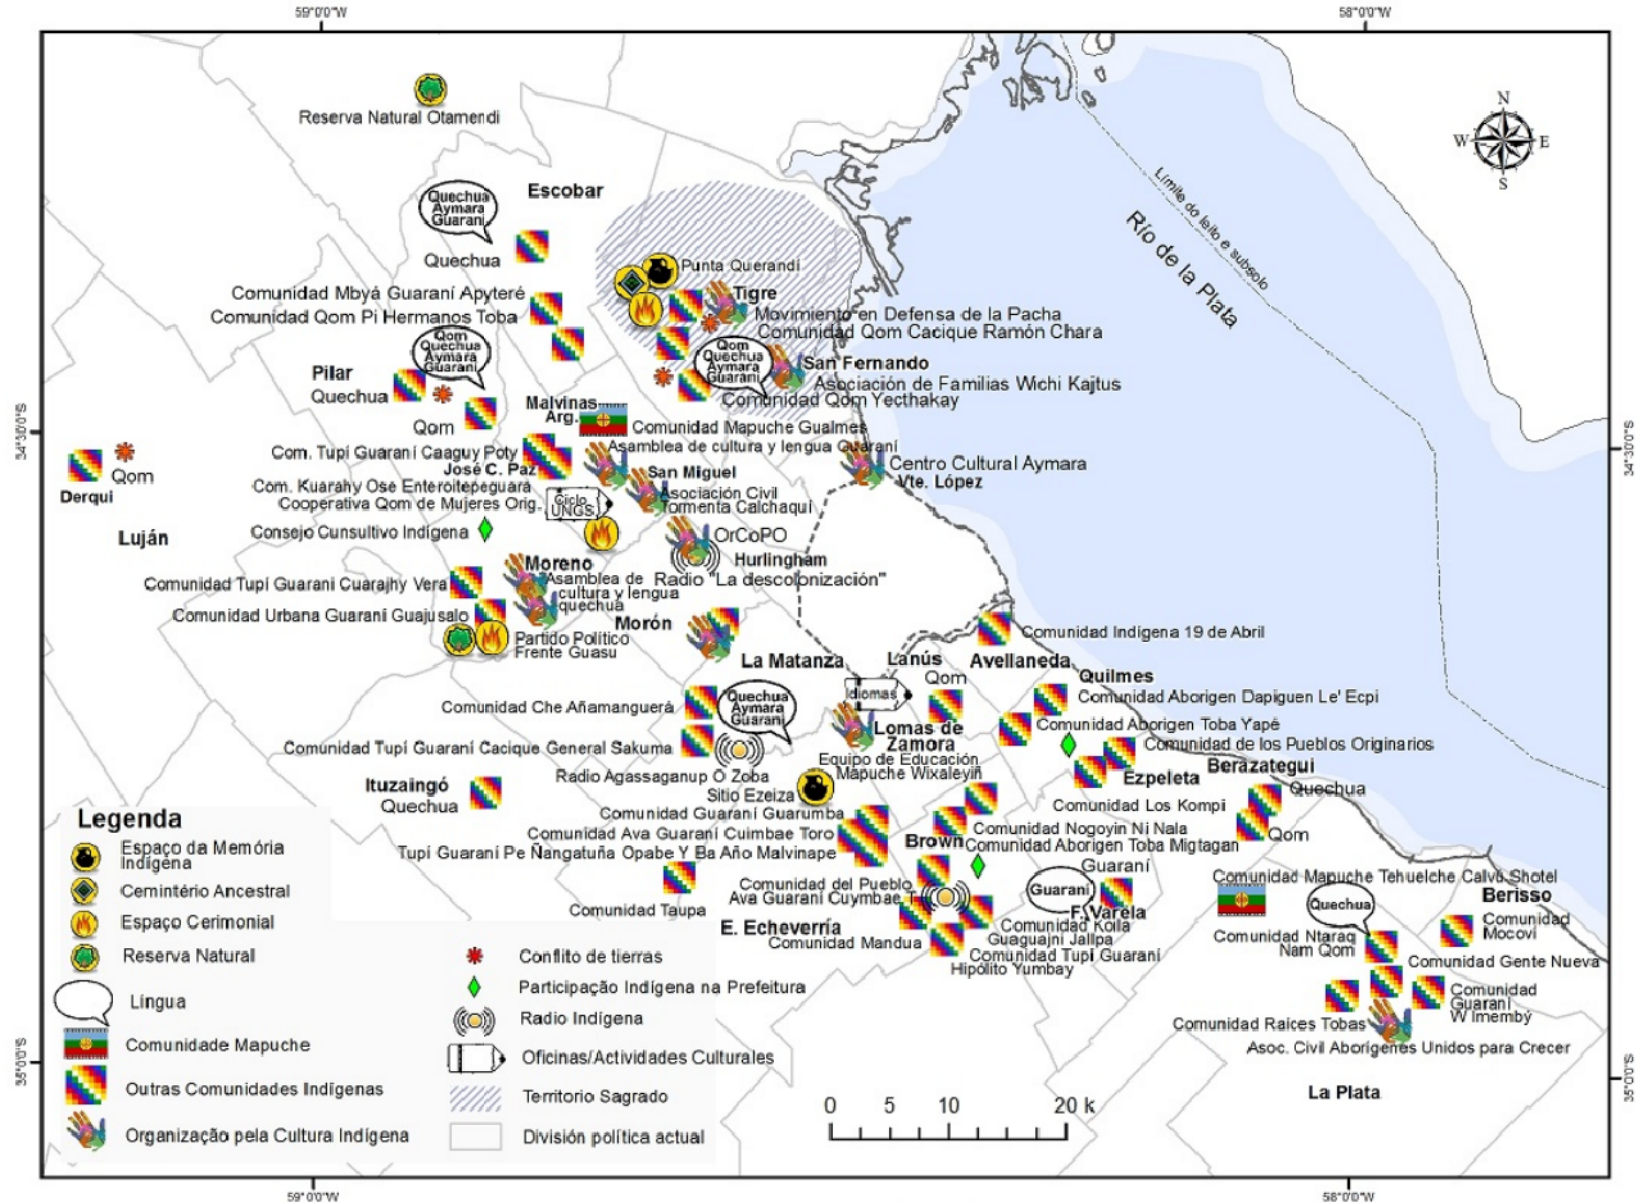 59°0'0"W
58°0'0"W
N
W
E
S
Reserva Natural Otamendi
Límite do leito e subsolo
Río de la Plata
Escobar
Quechua
Aymara
Guaraní
Quechua
Punta Querandí
Tigre
Comunidad Mbyá Guaraní Apyteré
Comunidad Qom Pi Hermanos Toba
Movimiento en Defensa de la Pacha
Comunidad Qom Cacique Ramón Chara
Qom
Quechua
Aymara
Guaraní
Qom
Quechua
Aymara
Guaraní
San Fernando
Asociación de Familias Wichi Kajtus
Comunidad Qom Yecthakay
Pilar
Quechua
Qom
Malvinas
Arg.
Comunidad Mapuche Gualmes
Asamblea de cultura y lengua Guaraní
Com. Tupí Guaraní Caaguy Poty
José C. Paz
San Miguel
Centro Cultural Aymara
Vte. López
34°30'0"S
34°30'0"S
Qom
Derqui
Luján
Com. Kuarahy Ose Enteroitepeguara
Cooperativa Qom de Mujeres Orig.
Ciclo
UNGS
Asociación Civil
Tormenta Calchaquí
Consejo Cunsultivo Indígena
OrCoPO
Hurlingham
Radio "La descolonización"
Moreno
Asamblea de
cultura y lengua
quechua
Comunidad Tupí Guarani Cuarajhy Vera
Comunidad Urbana Guaraní Guajusalo
Partido Político
Frente Guasu
Morón
Comunidad Indígena 19 de Abril
La Matanza
Lanús
Qom
Avellaneda
Quilmes
Comunidad Aborigen Dapiguen Le' Ecpi
Comunidad Che Añamanguerá
Quechua
Aymara
Guaraní
Idiomas
Comunidad Aborigen Toba Yapé
Lomas de
Zamora
Comunidad de los Pueblos Originarios
Comunidad Tupí Guaraní Cacique General Sakuma
Equipo de Educación
Mapuche Wixaleyiñ
Radio Agassaganup O Zoba
Ezpeleta
Berazategui
Quechua
Sitio Ezeiza
Ituzaingó
Quechua
Comunidad Los Kompi
Comunidad Guaraní Guarumba
Comunidad Ava Guaraní Cuimbae Toro
Tupí Guaraní Pe Ñangatuña Opabe Y Ba Año Malvinape
Brown
Comunidad Nogoyin Ni Nala
Comunidad Aborigen Toba Migtagan
Qom
Guaraní
Guaraní
F. Varela
Comunidad Taupa
Comunidad del Pueblo
Ava Guaraní Cuymbae T
E. Echeverría
Comunidad Mandua
Comunidad Kolla
Guaguajni Jallpa
Comunidad Tupí Guaraní
Hipólito Yumbay
Comunidad Mapuche Tehuelche Calvú Shotel
Berisso
Quechua
Comunidad
Mocoví
Comunidad Ntaraq
Nam Qom
Comunidad Gente Nueva
Comunidad
Guaraní
W Imembý
Comunidad Raíces Tobas
Asoc. Civil Aborígenes Unidos para Crecer
La Plata
35°0'0"S
35°0'0"S
Legenda
Espaço da Memória
Indígena
Cemintério Ancestral
Espaço Cerimonial
Reserva Natural
Língua
Comunidade Mapuche
Outras Comunidades Indígenas
Organização pela Cultura Indígena
Conflito de tierras
Participação Indígena na Prefeitura
Radio Indígena
Oficinas/Actividades Culturales
Territorio Sagrado
División política actual
0 5 10 20 k
59°0'0"W
58°0'0"W